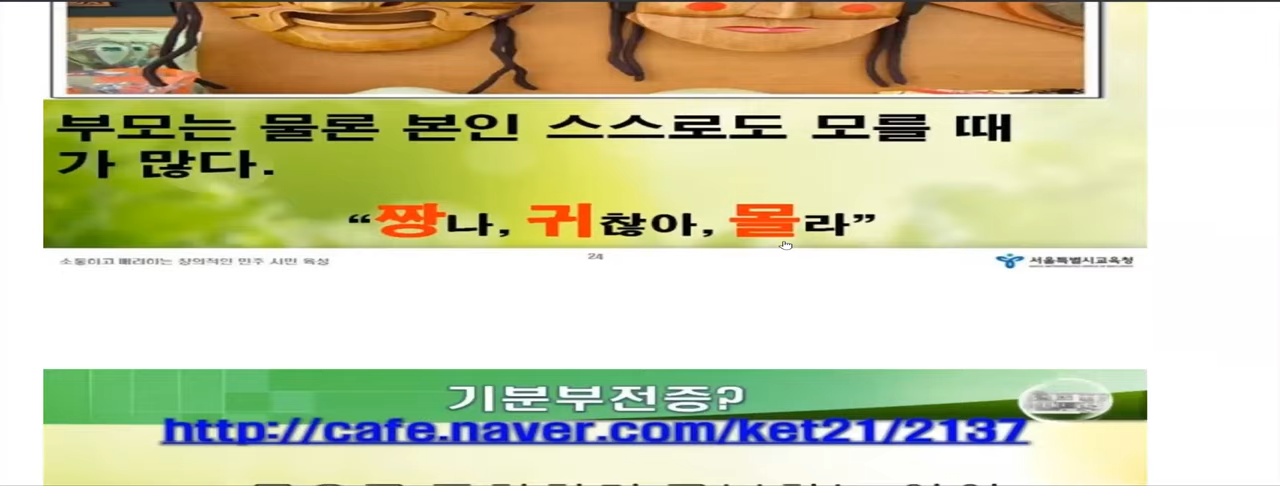 부모는 물론 본인 스스로도 모를 때
가 많다.
“짱나, 귀찮아, 몰라”
소통하고 배려하는 창의적인 민주 시민 육성
24
서울특별시교육청
기분부전증?
http://cafe.naver.com/ket21/2137